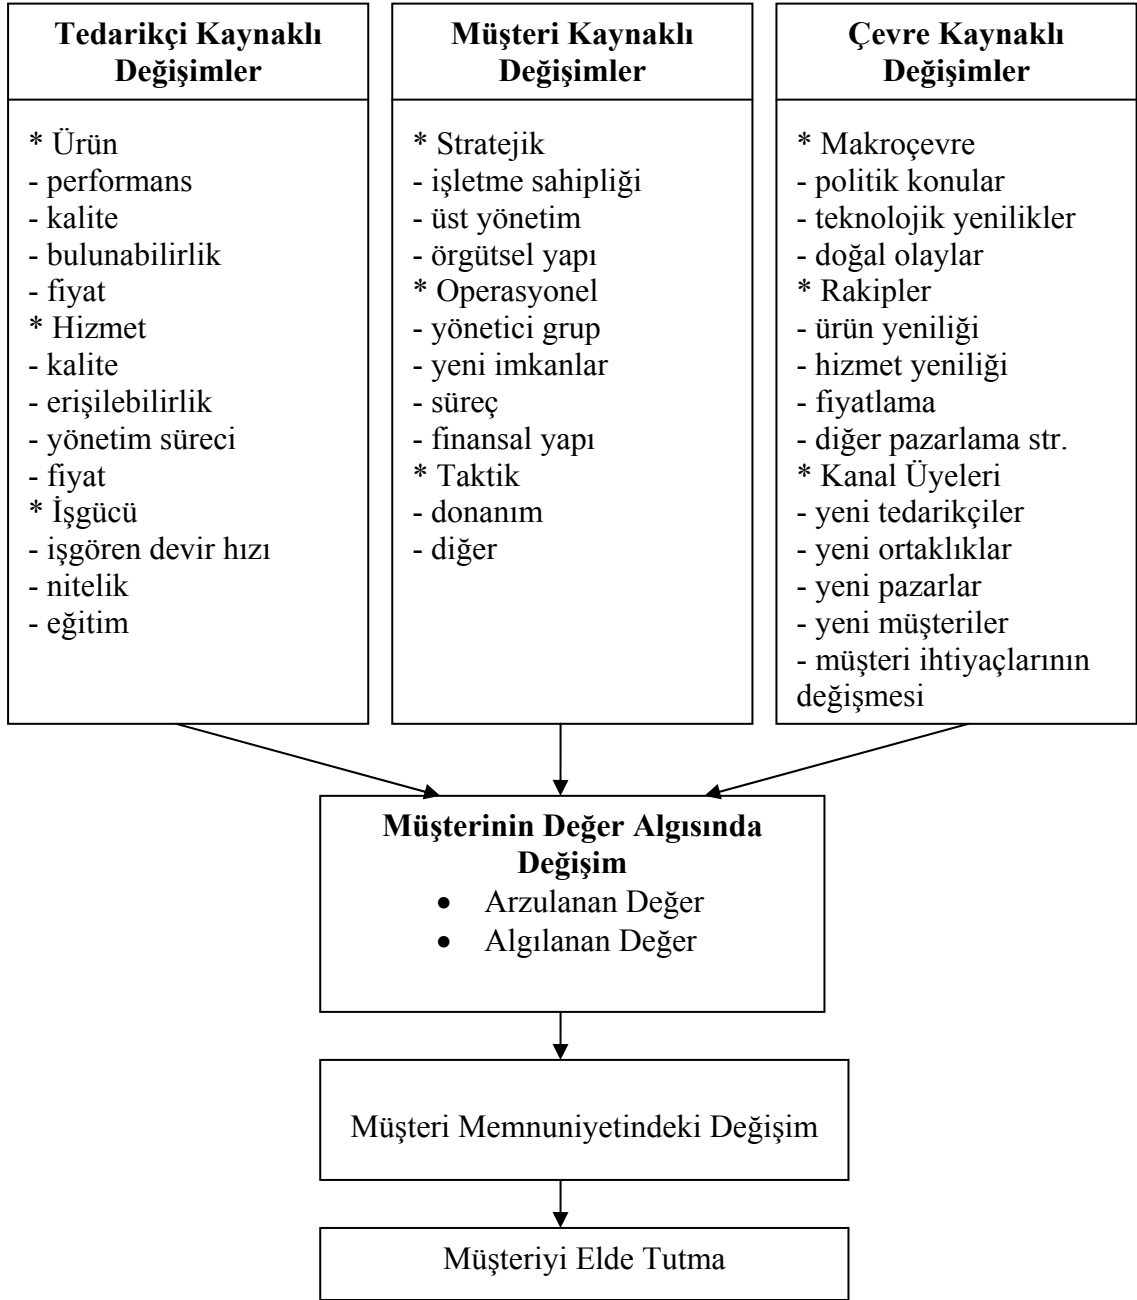 Tedarikçi Kaynaklı
Değişimler
* Ürün
- performans
- kalite
- bulunabilirlik
- fiyat
* Hizmet
- kalite
- erişilebilirlik
- yönetim süreci
- fiyat
* İşgücü
- işgören devir hızı
- nitelik
- eğitim
Müşteri Kaynaklı
Değişimler
* Stratejik
- işletme sahipliği
- üst yönetim
- örgütsel yapı
* Operasyonel
- yönetici grup
- yeni imkanlar
- süreç
- finansal yapı
* Taktik
- donanım
- diğer
Çevre Kaynaklı
Değişimler
* Makroçevre
- politik konular
- teknolojik yenilikler
- doğal olaylar
* Rakipler
- ürün yeniliği
- hizmet yeniliği
- fiyatlama
- diğer pazarlama str.
* Kanal Üyeleri
- yeni tedarikçiler
- yeni ortaklıklar
- yeni pazarlar
- yeni müşteriler
- müşteri ihtiyaçlarının
değişmesi
Müşterinin Değer Algısında
Değişim
• Arzulanan Değer
• Algılanan Değer
Müşteri Memnuniyetindeki Değişim
Müşteriyi Elde Tutma